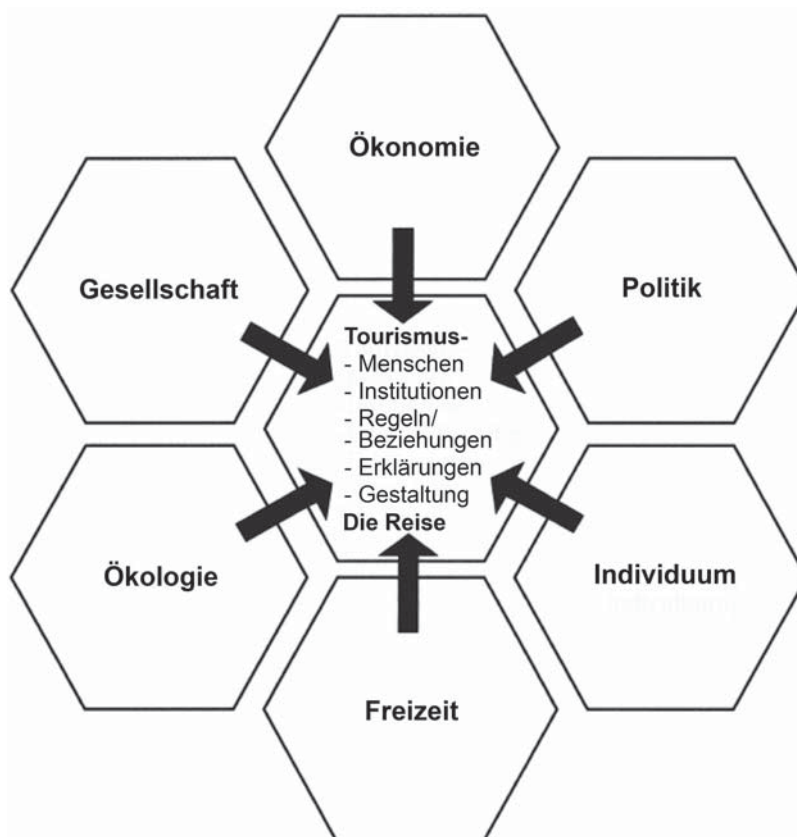 Ökonomie
Gesellschaft
Politik
Tourismus-
- Menschen
- Institutionen
- Regeln/
- Beziehungen
- Erklärungen
- Gestaltung
Die Reise
Ökologie
Individuum
Freizeit